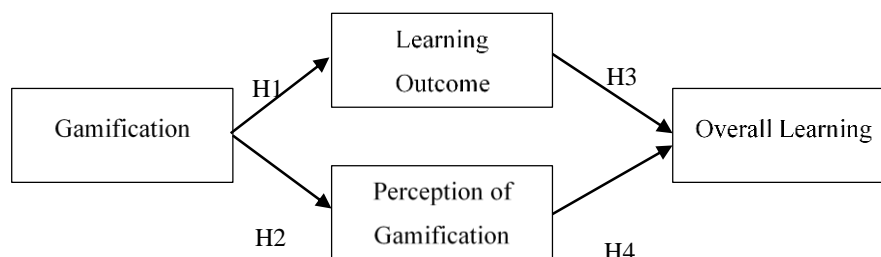 Learning
Outcome
H1
H3
Gamification
Overall Learning
Perception of
Gamification
H2
H4